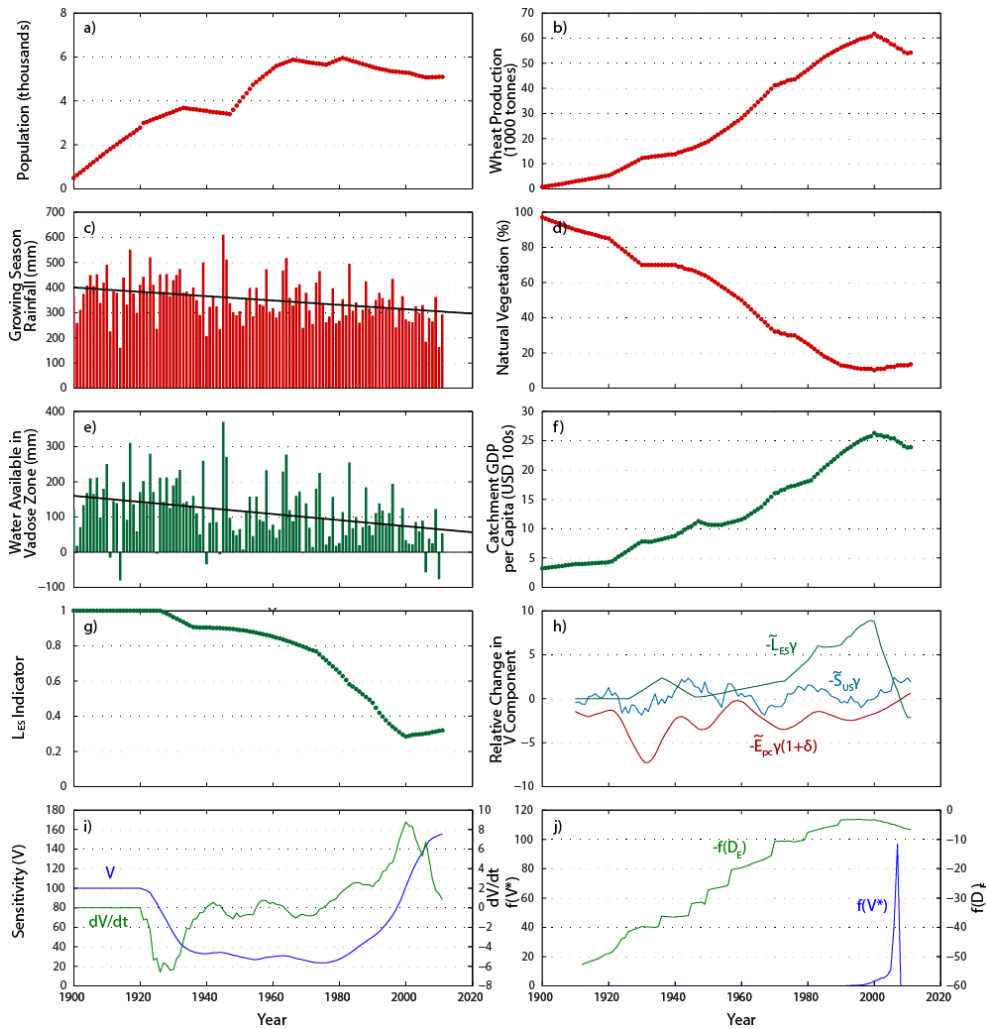 a)
Population (thousands)
8
6
4
2
0
b)
Wheat Production
(1000 tonnes)
70
60
50
40
30
20
10
0
c)
Growing Season
Rainfall (mm)
700
600
500
400
300
200
100
0
d)
Natural Vegetation (%)
100
80
60
40
20
0
e)
Water Available in
Vadose Zone (mm)
400
300
200
100
0
−100
f)
Catchment GDP
per Capita (USD 100s)
30
25
20
15
10
5
0
g)
L_ES Indicator
1
0.8
0.6
0.4
0.2
0
h)
Relative Change in
V Component
10
5
0
−5
−10
-L̃_ESγ
-S̃_USγ
-Ẽ_pcγ(1+δ)
i)
Sensitivity (V)
180
160
140
120
100
80
60
40
20
0
V
dV/dt
10
8
6
4
2
0
−2
−4
−6
−8
dV/dt
1900 1920 1940 1960 1980 2000 2020
Year
j)
f(V*)
120
100
80
60
40
20
0
-f(D_E)
f(V*)
0
−10
−20
−30
−40
−50
−60
1900 1920 1940 1960 1980 2000 2020
Year